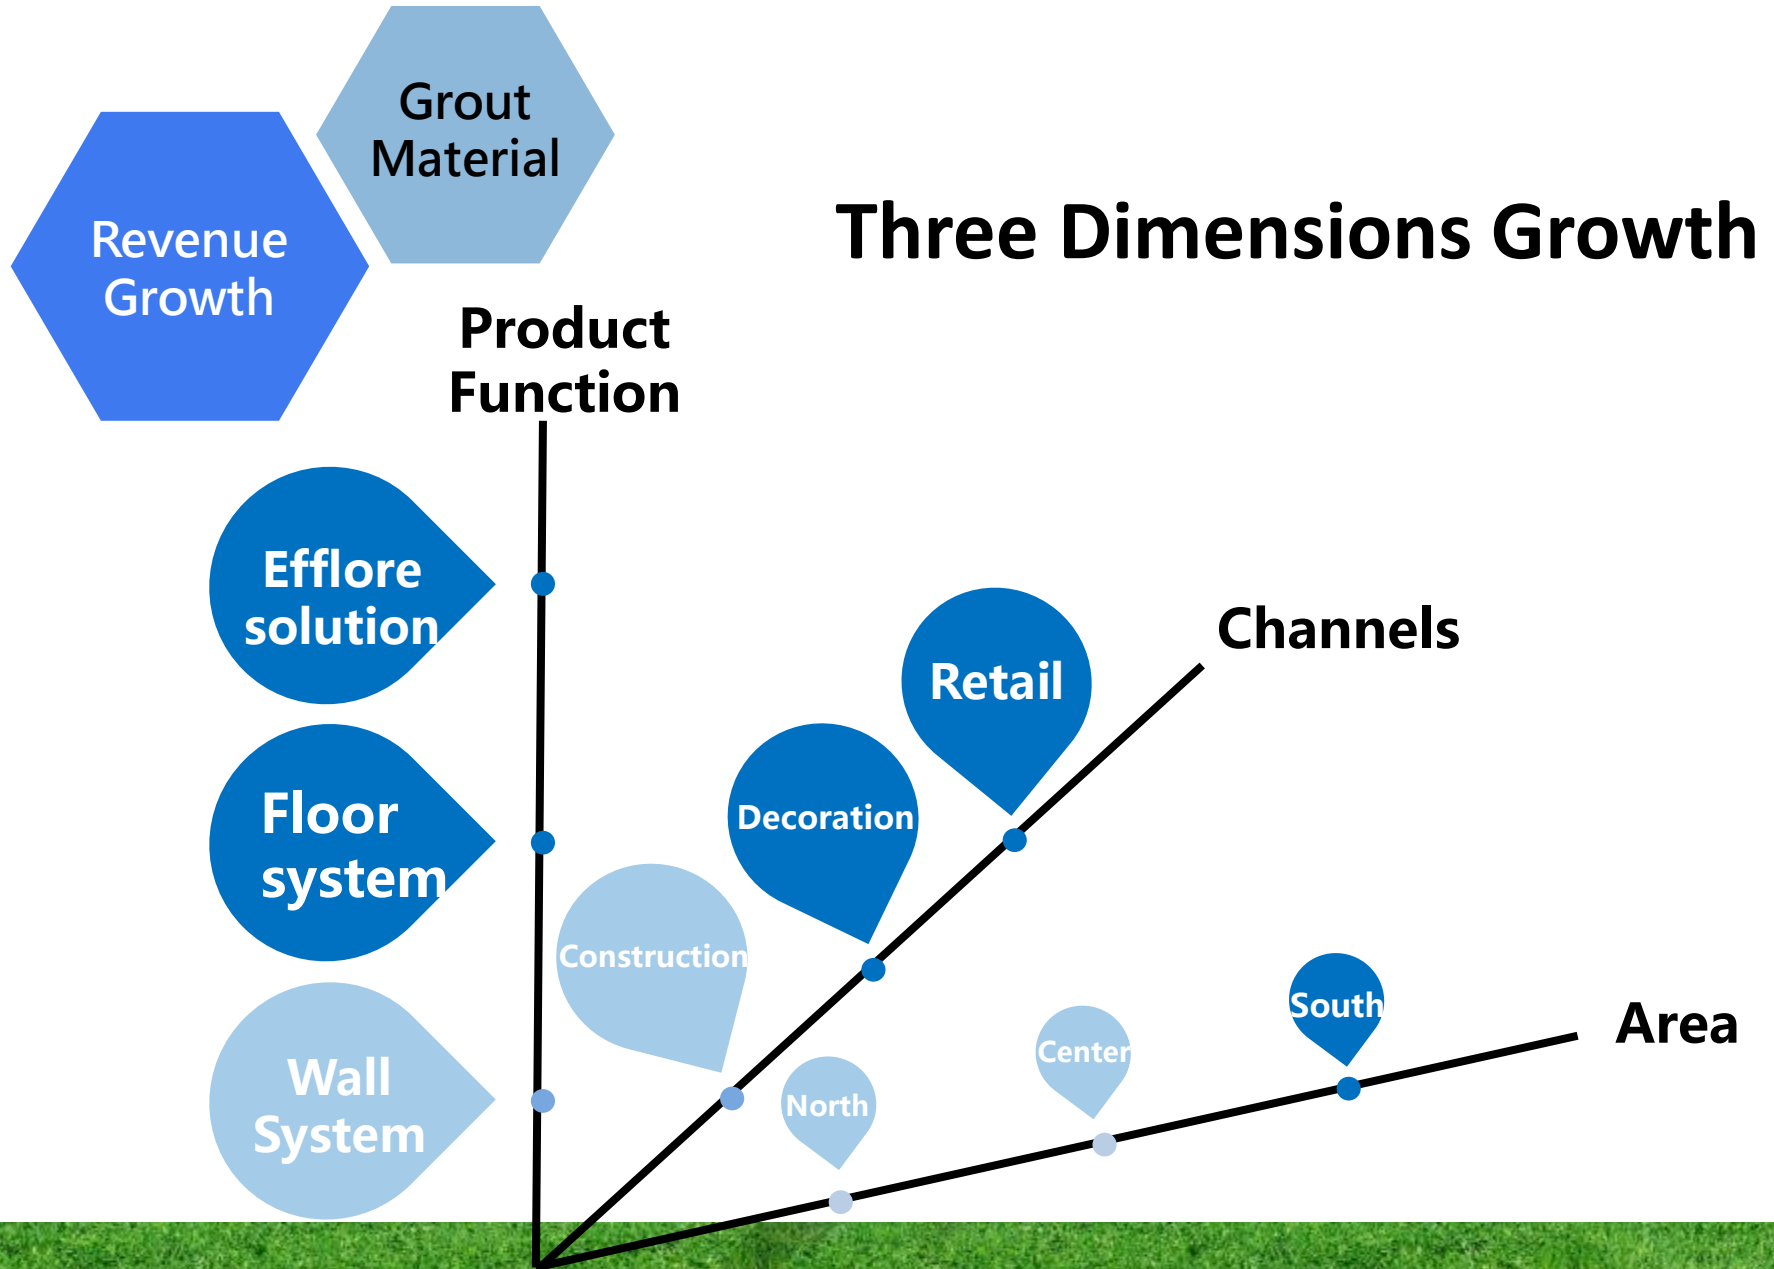 Grout
Material
Revenue
Growth
Three Dimensions Growth
Product
Function
Efflore
solution
Channels
Retail
Floor
system
Decoration
Construction
South
Area
Center
Wall
System
North